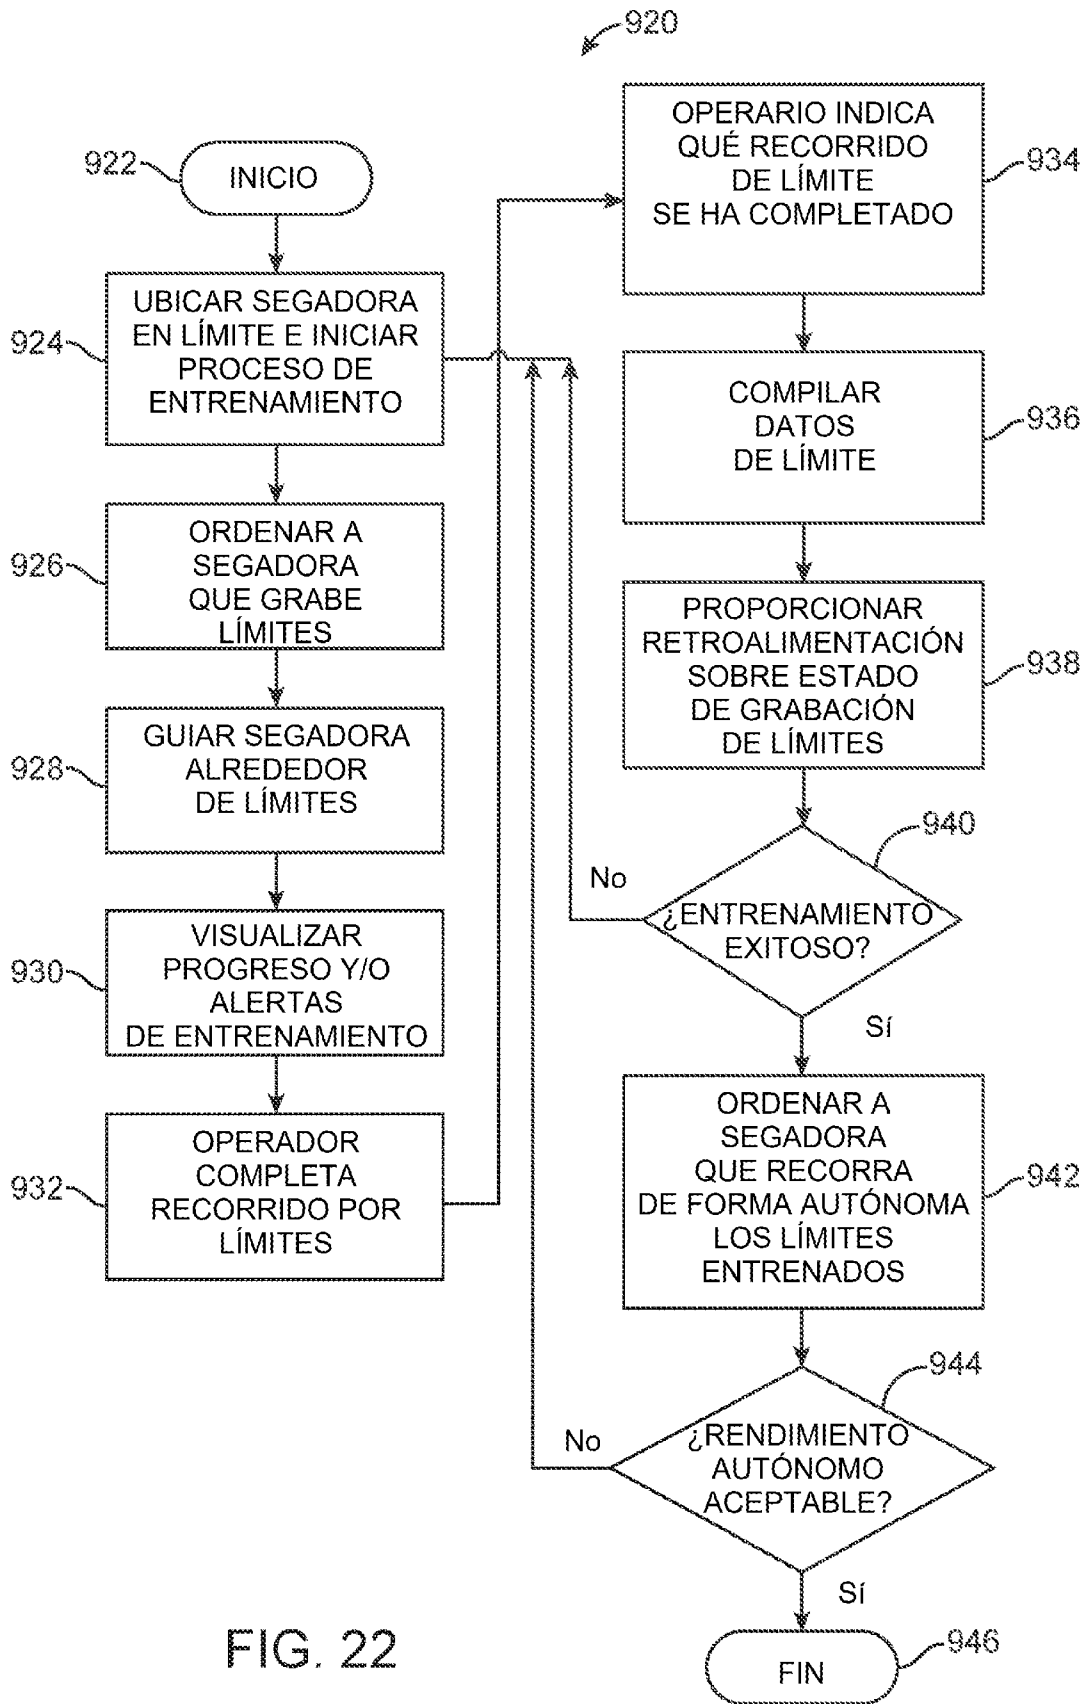 920
922
INICIO
924
UBICAR SEGADORA
EN LÍMITE E INICIAR
PROCESO DE
ENTRENAMIENTO
926
ORDENAR A
SEGADORA
QUE GRABE
LÍMITES
928
GUIAR SEGADORA
ALREDEDOR
DE LÍMITES
930
VISUALIZAR
PROGRESO Y/O
ALERTAS
DE ENTRENAMIENTO
932
OPERADOR
COMPLETA
RECORRIDO POR
LÍMITES
OPERARIO INDICA
QUÉ RECORRIDO
DE LÍMITE
SE HA COMPLETADO
934
COMPILAR
DATOS
DE LÍMITE
936
PROPORCIONAR
RETROALIMENTACIÓN
SOBRE ESTADO
DE GRABACIÓN
DE LÍMITES
938
940
No
¿ENTRENAMIENTO
EXITOSO?
Sí
ORDENAR A
SEGADORA
QUE RECORRA
DE FORMA AUTÓNOMA
LOS LÍMITES
ENTRENADOS
942
944
No
¿RENDIMIENTO
AUTÓNOMO
ACEPTABLE?
Sí
FIN
946
FIG. 22